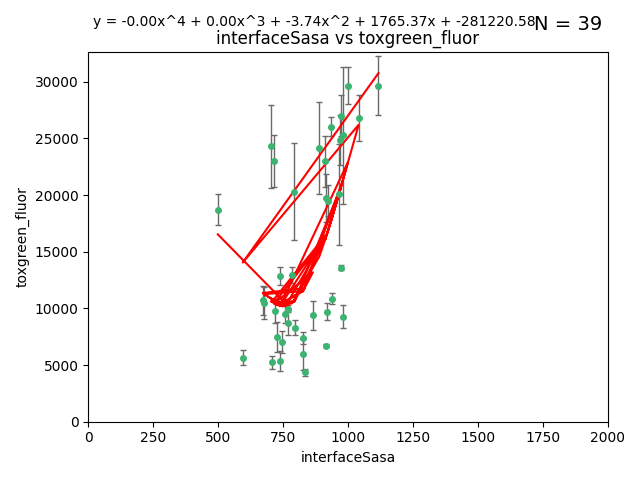 y = -0.00x^4 + 0.00x^3 + -3.74x^2 + 1765.37x + -281220.58
N = 39
interfaceSasa vs toxgreen_fluor
30000
25000
20000
15000
10000
5000
0
toxgreen_fluor
0 250 500 750 1000 1250 1500 1750 2000
interfaceSasa